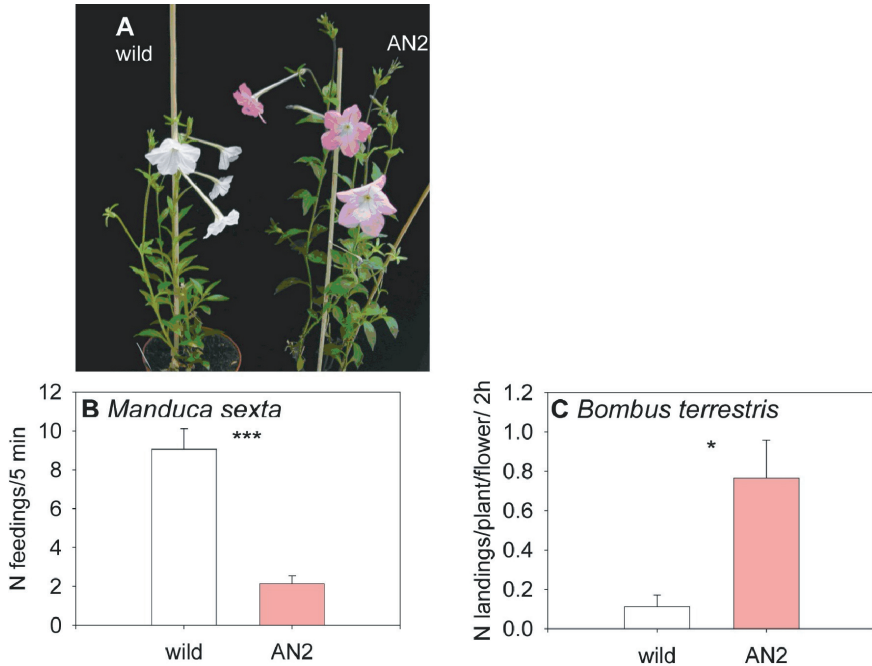 A
wild
AN2
B Manduca sexta
***
N feedings/5 min
12
10
8
6
4
2
0
wild
AN2
C Bombus terrestris
*
N landings/plant/flower/ 2h
1.2
1.0
0.8
0.6
0.4
0.2
0.0
wild
AN2